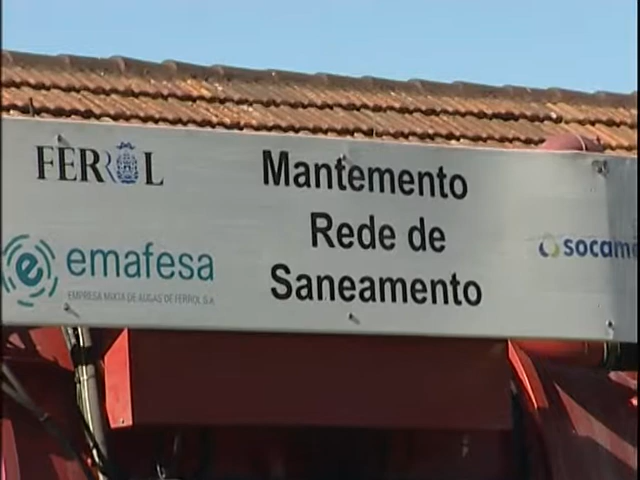 FERROL
Mantemento
Rede de
Saneamento
emafesa
EMPRESA MIXTA DE AUGAS DE FERROL S.A.
socame